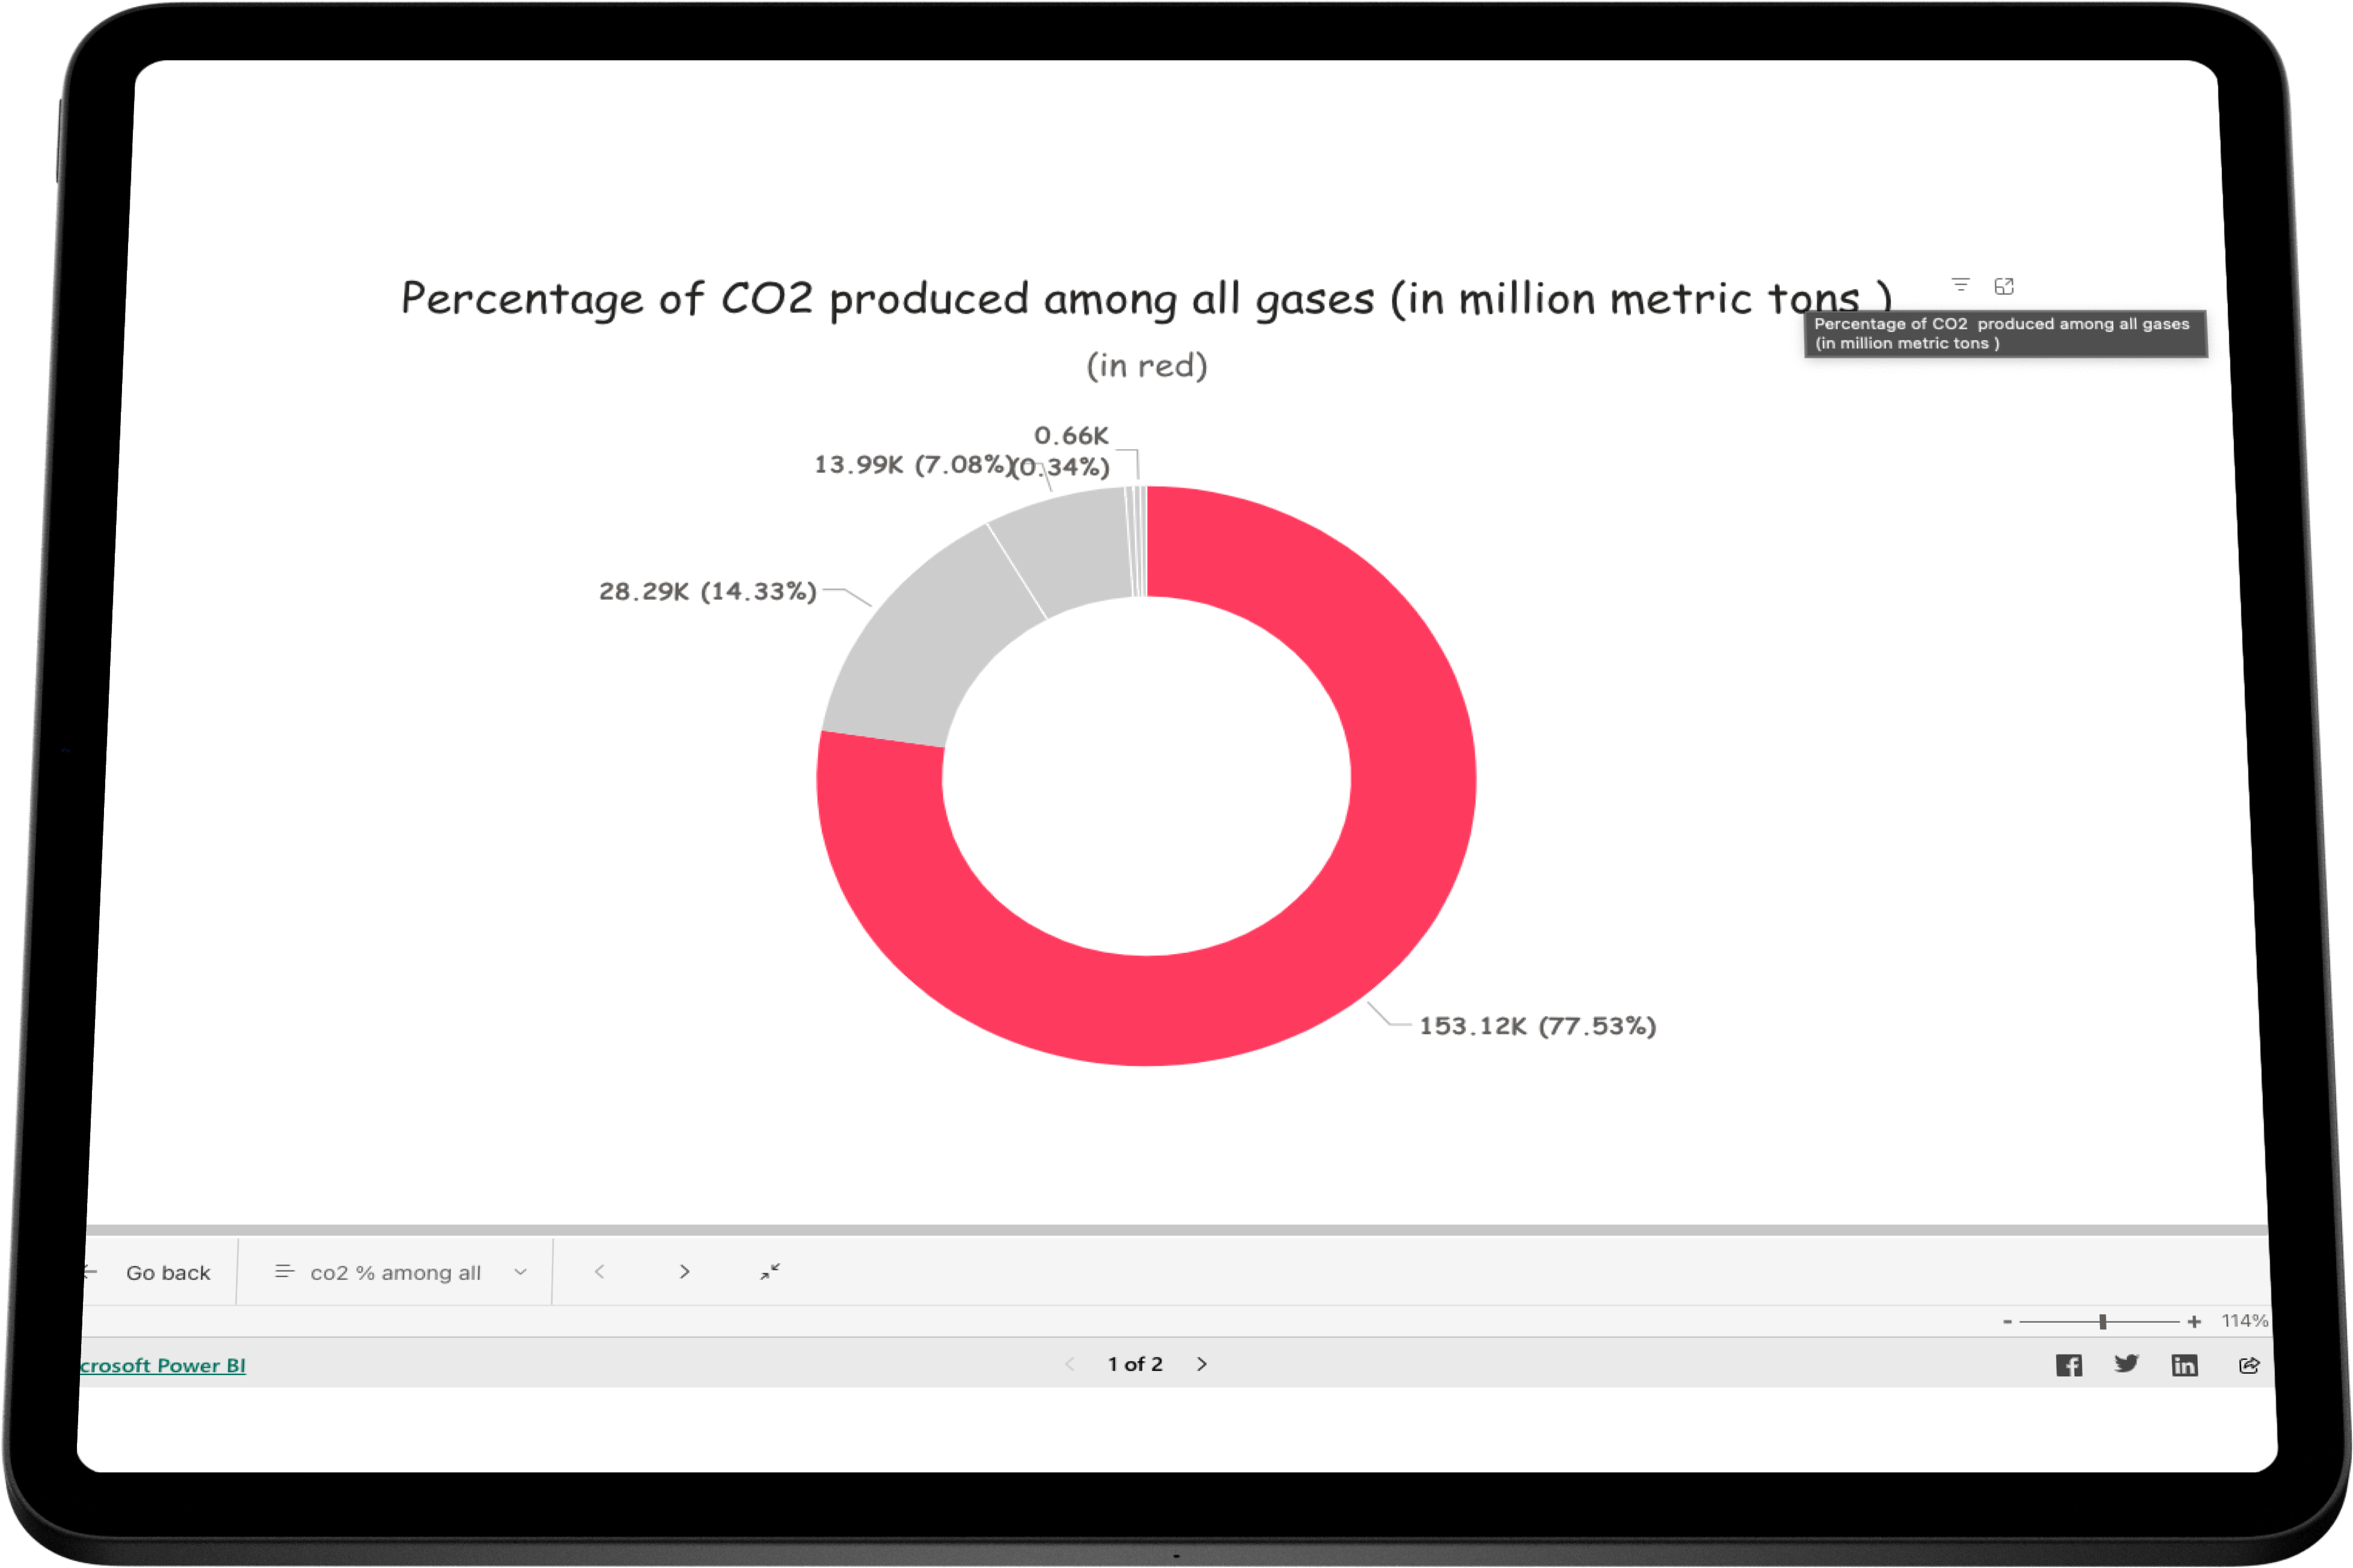 Percentage of CO2 produced among all gases (in million metric tons )
Percentage of CO2 produced among all gases
(in million metric tons )
(in red)
0.66K
(0.34%)
13.99K (7.08%)
28.29K (14.33%)
153.12K (77.53%)
Go back
co2 % among all
- + 114%
crosoft Power BI
1 of 2